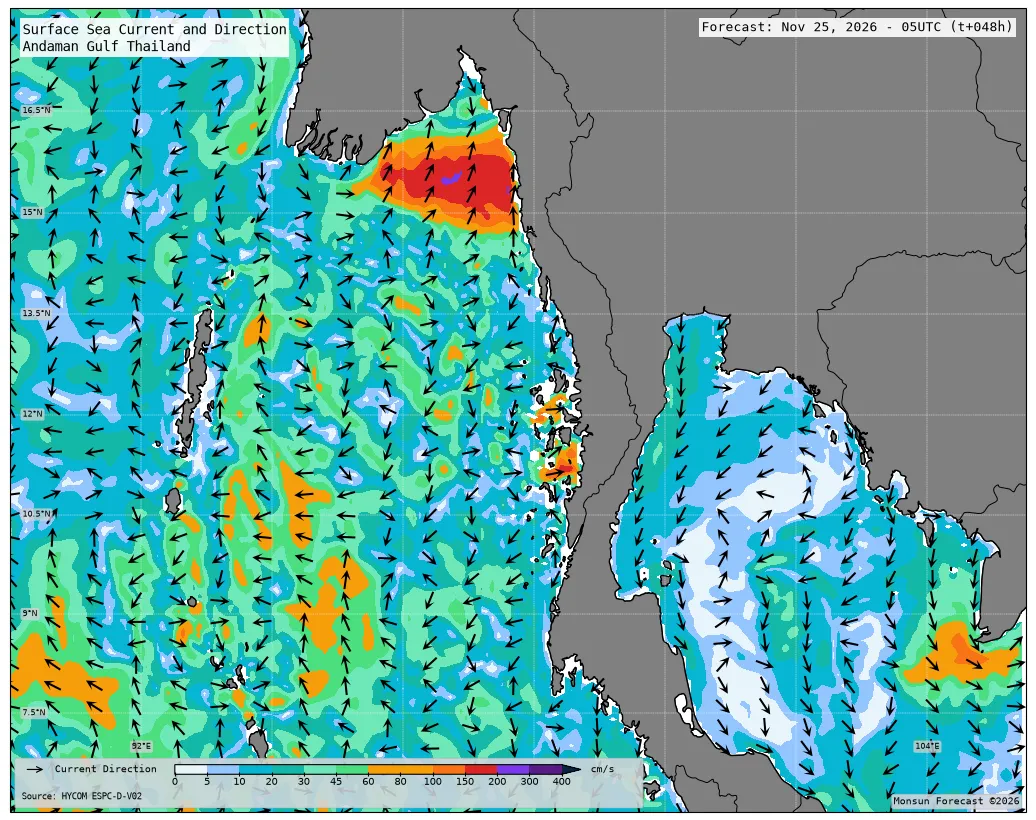 Surface Sea Current and Direction
Andaman Gulf Thailand
Forecast: Nov 25, 2026 - 05UTC (t+048h)
16.5°N
15°N
13.5°N
12°N
10.5°N
9°N
7.5°N
92°E
104°E
Current Direction
0 5 10 20 30 45 60 80 100 150 200 300 400 cm/s
Source: HYCOM ESPC-D-V02
Monsun Forecast ©2026